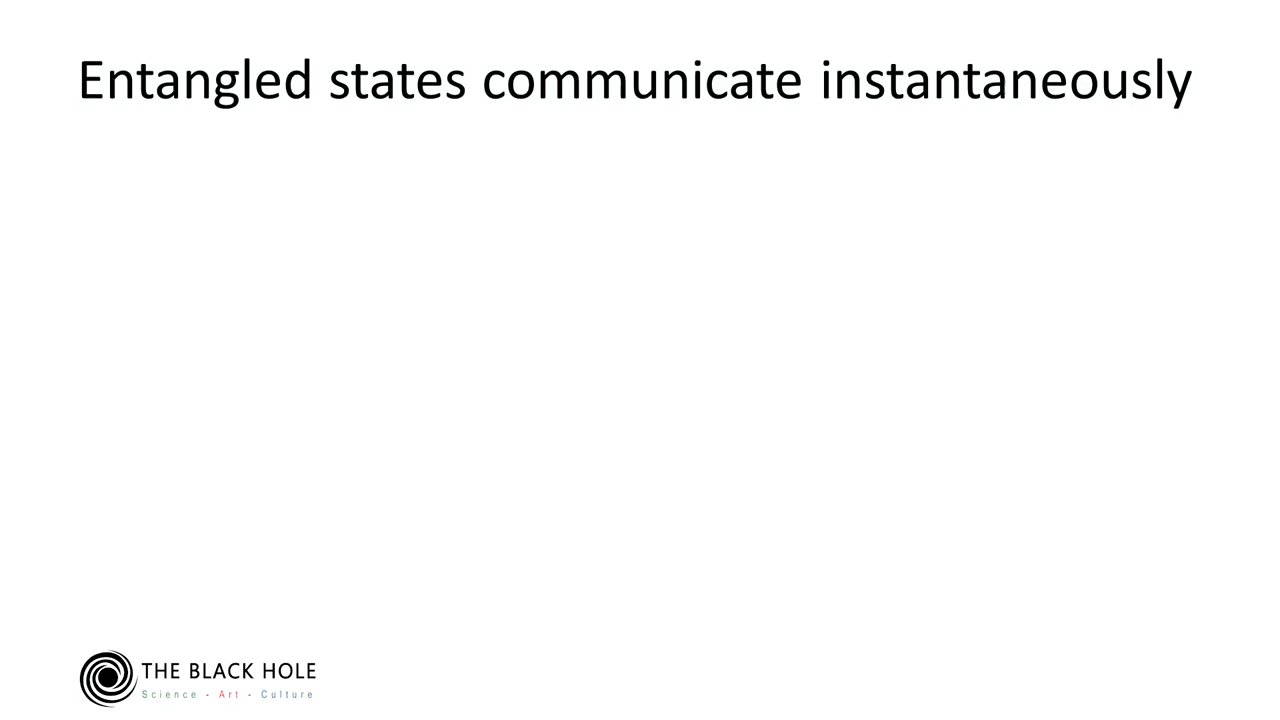 Entangled states communicate instantaneously
THE BLACK HOLE
Science - Art - Culture